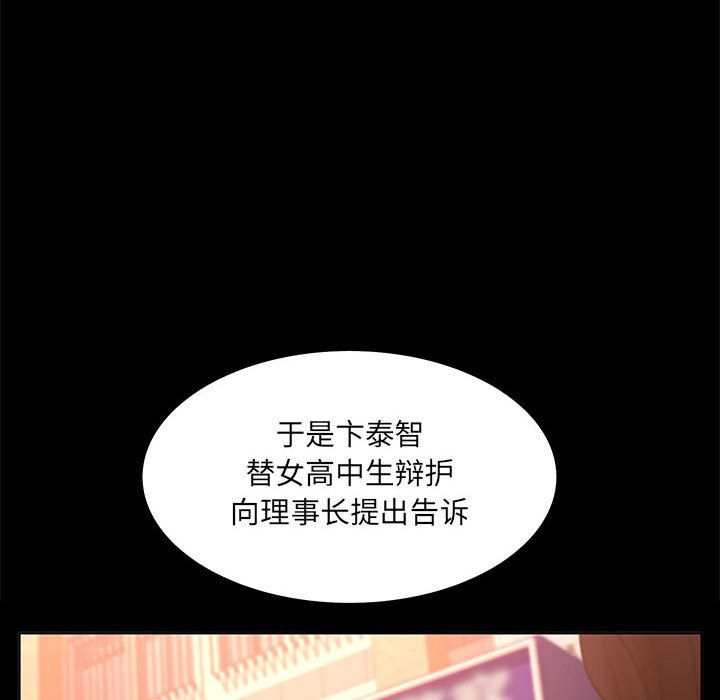 于是卞泰智
替女高中生辩护
向理事长提出告诉